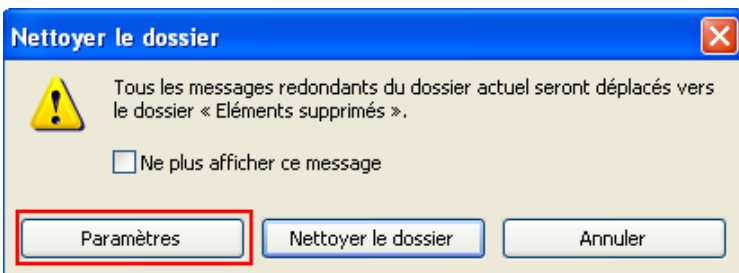 Nettoyer le dossier
Tous les messages redondants du dossier actuel seront déplacés vers
le dossier « Eléments supprimés ».
Ne plus afficher ce message
Paramètres
Nettoyer le dossier
Annuler